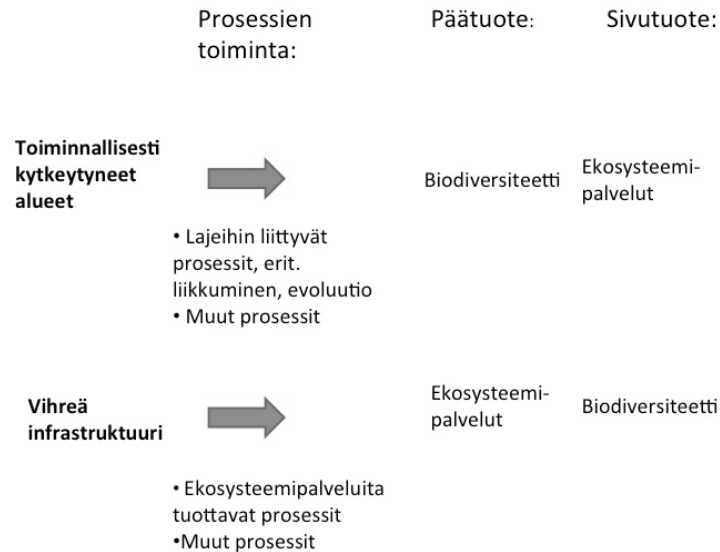 Prosessien toiminta:
Päätuote:
Sivutuote:
Toiminnallisesti
kytkeytyneet
alueet
• Lajeihin liittyvät
prosessit, erit.
liikkuminen, evoluutio
• Muut prosessit
Biodiversiteetti
Ekosysteemi-
palvelut
Vihreä
infrastruktuuri
• Ekosysteemipalveluita
tuottavat prosessit
•Muut prosessit
Ekosysteemi-
palvelut
Biodiversiteetti